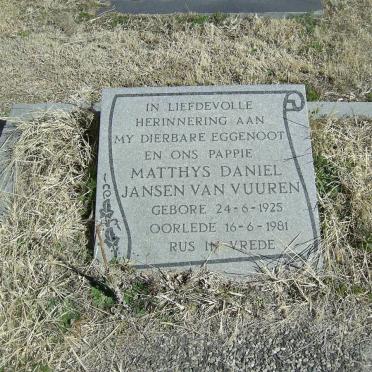 IN LIEFDEVOLLE
HERINNERING AAN
MY DIERBARE EGGENOOT
EN ONS PAPPIE
MATTHYS DANIEL
JANSEN VAN VUUREN
GEBORE 24-6-1925
OORLEDE 16-6-1981
RUS IN VREDE